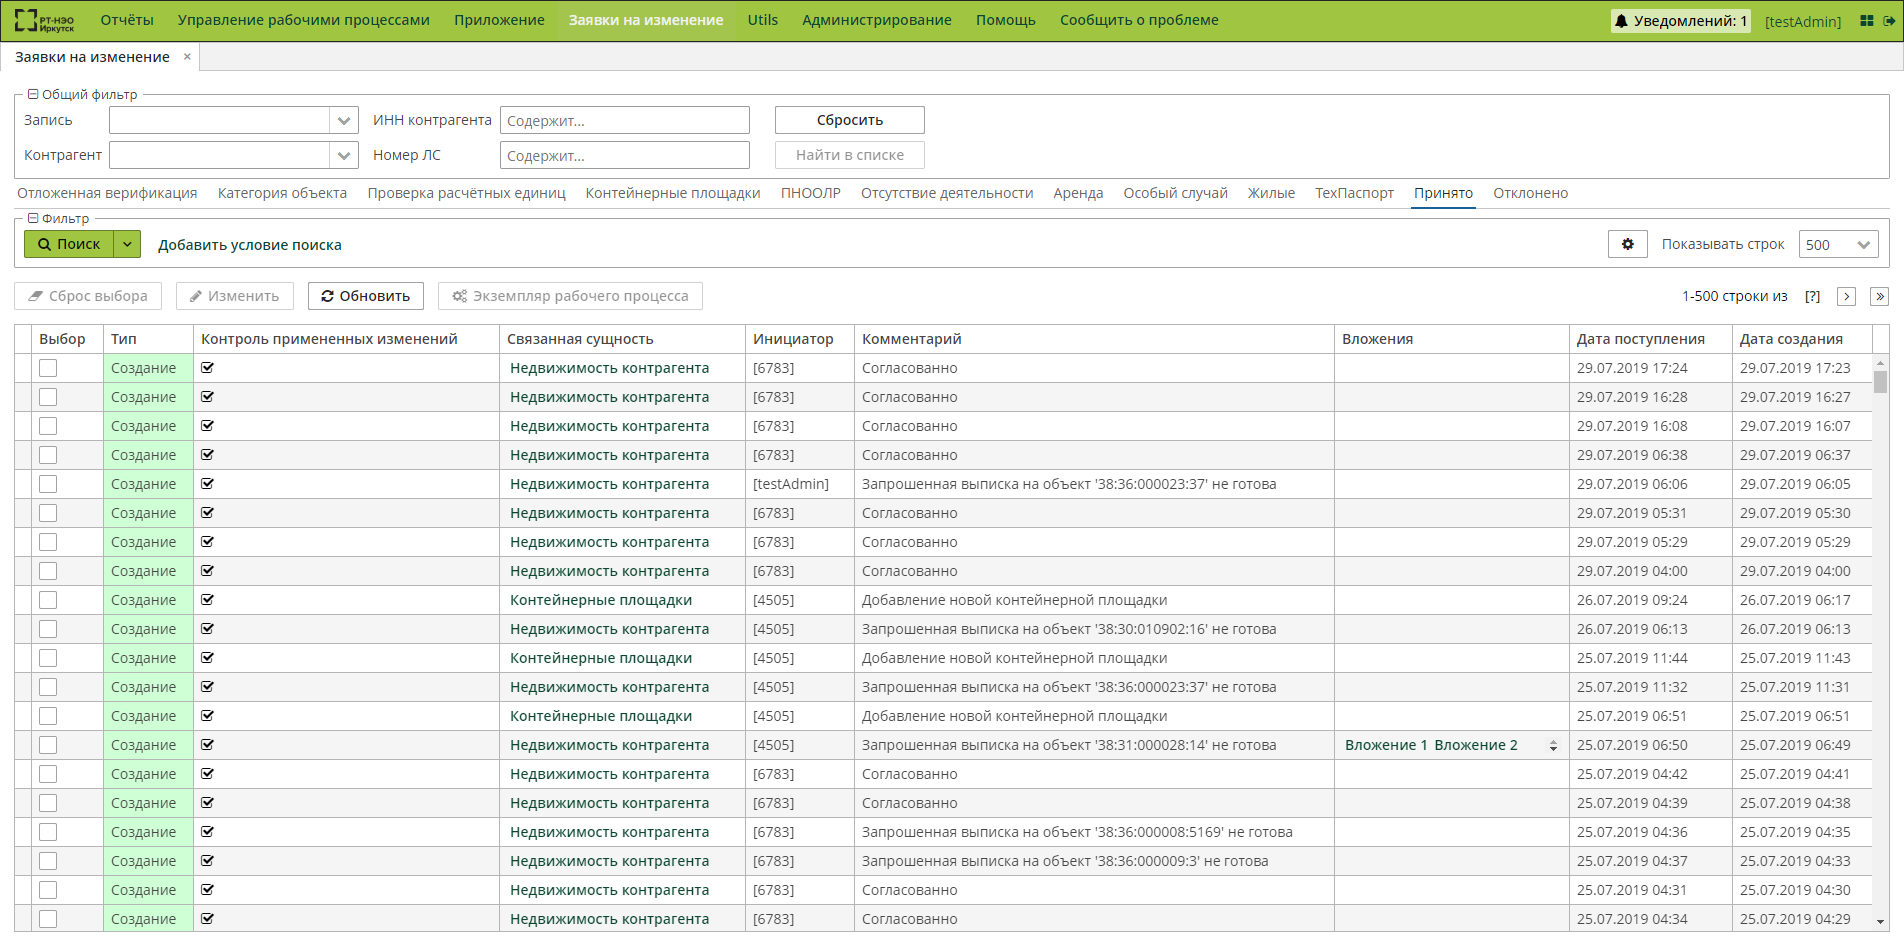 РТ-НЭО Иркутск Отчёты Управление рабочими процессами Приложение Заявки на изменение Utils Администрирование Помощь Сообщить о проблеме Уведомлений: 1 [testAdmin]
Заявки на изменение ×
Общий фильтр
Запись ИНН контрагента Содержит... Сбросить
Контрагент Номер ЛС Содержит... Найти в списке
Отложенная верификация Категория объекта Проверка расчётных единиц Контейнерные площадки ПНООЛР Отсутствие деятельности Аренда Особый случай Жилые ТехПаспорт Принято Отклонено
Фильтр
Поиск Добавить условие поиска Показывать строк 500
Сброс выбора Изменить Обновить Экземпляр рабочего процесса 1-500 строки из [?]
Выбор Тип Контроль примененных изменений Связанная сущность Инициатор Комментарий Вложения Дата поступления Дата создания
Создание Недвижимость контрагента [6783] Согласованно 29.07.2019 17:24 29.07.2019 17:23
Создание Недвижимость контрагента [6783] Согласованно 29.07.2019 16:28 29.07.2019 16:27
Создание Недвижимость контрагента [6783] Согласованно 29.07.2019 16:08 29.07.2019 16:07
Создание Недвижимость контрагента [6783] Согласованно 29.07.2019 06:38 29.07.2019 06:37
Создание Недвижимость контрагента [testAdmin] Запрошенная выписка на объект '38:36:000023:37' не готова 29.07.2019 06:06 29.07.2019 06:05
Создание Недвижимость контрагента [6783] Согласованно 29.07.2019 05:31 29.07.2019 05:30
Создание Недвижимость контрагента [6783] Согласованно 29.07.2019 05:29 29.07.2019 05:29
Создание Недвижимость контрагента [6783] Согласованно 29.07.2019 04:00 29.07.2019 04:00
Создание Контейнерные площадки [4505] Добавление новой контейнерной площадки 26.07.2019 09:24 26.07.2019 06:17
Создание Недвижимость контрагента [4505] Запрошенная выписка на объект '38:30:010902:16' не готова 26.07.2019 06:13 26.07.2019 06:13
Создание Контейнерные площадки [4505] Добавление новой контейнерной площадки 25.07.2019 11:44 25.07.2019 11:43
Создание Недвижимость контрагента [4505] Запрошенная выписка на объект '38:36:000023:37' не готова 25.07.2019 11:32 25.07.2019 11:31
Создание Контейнерные площадки [4505] Добавление новой контейнерной площадки 25.07.2019 06:51 25.07.2019 06:51
Создание Недвижимость контрагента [4505] Запрошенная выписка на объект '38:31:000028:14' не готова Вложение 1 Вложение 2 25.07.2019 06:50 25.07.2019 06:49
Создание Недвижимость контрагента [6783] Согласованно 25.07.2019 04:42 25.07.2019 04:41
Создание Недвижимость контрагента [6783] Согласованно 25.07.2019 04:39 25.07.2019 04:38
Создание Недвижимость контрагента [6783] Запрошенная выписка на объект '38:36:000008:5169' не готова 25.07.2019 04:36 25.07.2019 04:35
Создание Недвижимость контрагента [6783] Запрошенная выписка на объект '38:36:000009:3' не готова 25.07.2019 04:37 25.07.2019 04:33
Создание Недвижимость контрагента [6783] Согласованно 25.07.2019 04:31 25.07.2019 04:30
Создание Недвижимость контрагента [6783] Согласованно 25.07.2019 04:34 25.07.2019 04:29